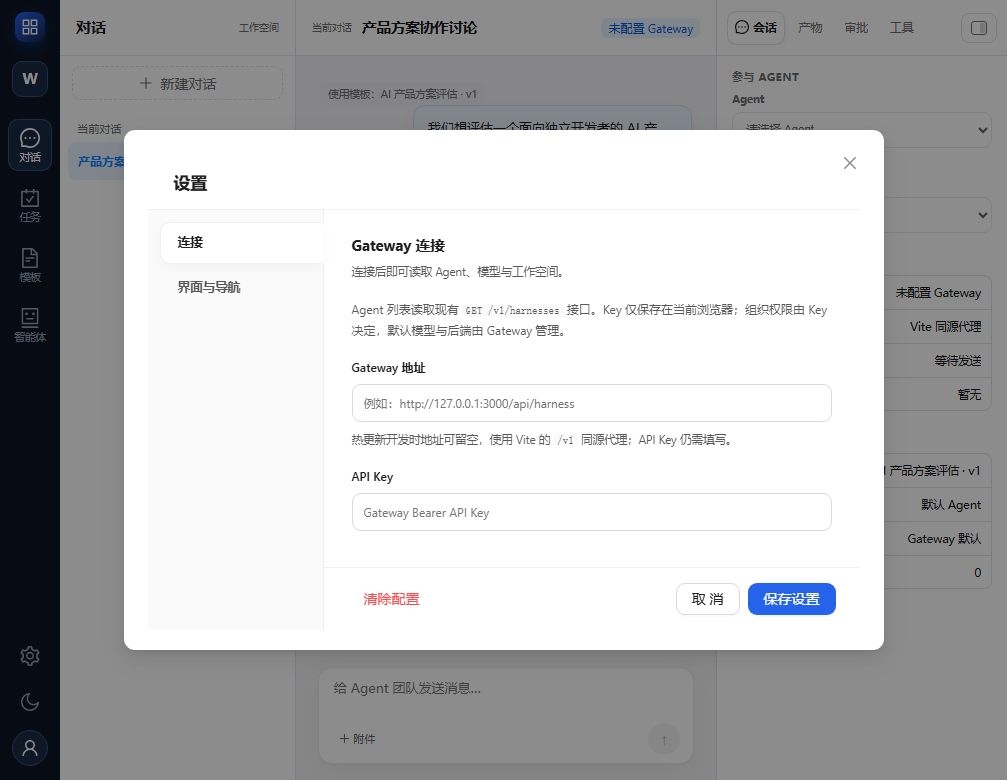 W
对话
任务
模板
智能体
对话
工作空间
新建对话
当前对话
产品方案
当前对话
产品方案协作讨论
未配置 Gateway
使用模板：AI 产品方案评估 · v1
我们想评估一个面向独立开发者的 AI 产
会话
产物
审批
工具
参与 AGENT
Agent
请选择 Agent
未配置 Gateway
Vite 同源代理
等待发送
暂无
产品方案评估 · v1
默认 Agent
Gateway 默认
0
设置
连接
界面与导航
Gateway 连接
连接后即可读取 Agent、模型与工作空间。
Agent 列表读取现有 GET /v1/harnesses 接口。Key 仅保存在当前浏览器；组织权限由 Key
决定，默认模型与后端由 Gateway 管理。
Gateway 地址
例如：http://127.0.0.1:3000/api/harness
热更新开发时地址可留空，使用 Vite 的 /v1 同源代理；API Key 仍需填写。
API Key
Gateway Bearer API Key
清除配置
取 消
保存设置
给 Agent 团队发送消息...
附件